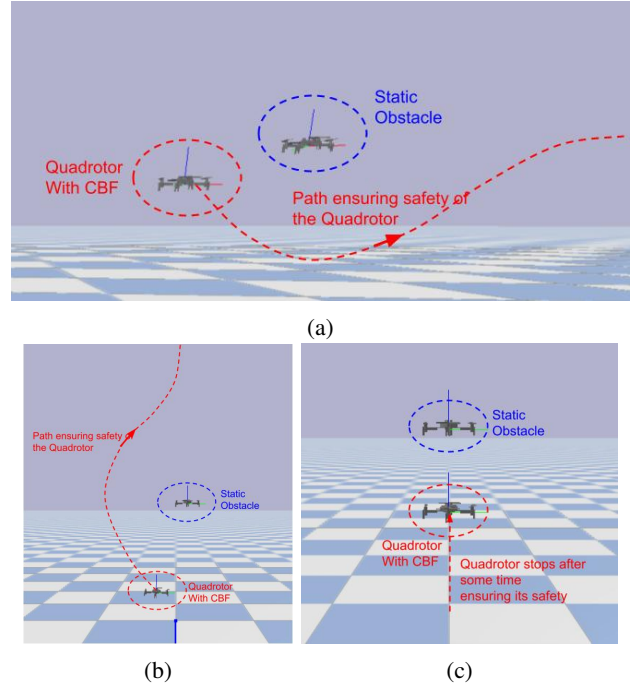 Static
Obstacle
Quadrotor
With CBF
Path ensuring safety of
the Quadrotor
(a)
Path ensuring safety of
the Quadrotor
Static
Obstacle
Quadrotor
With CBF
(b)
Static
Obstacle
Quadrotor
With CBF
Quadrotor stops after
some time
ensuring its safety
(c)